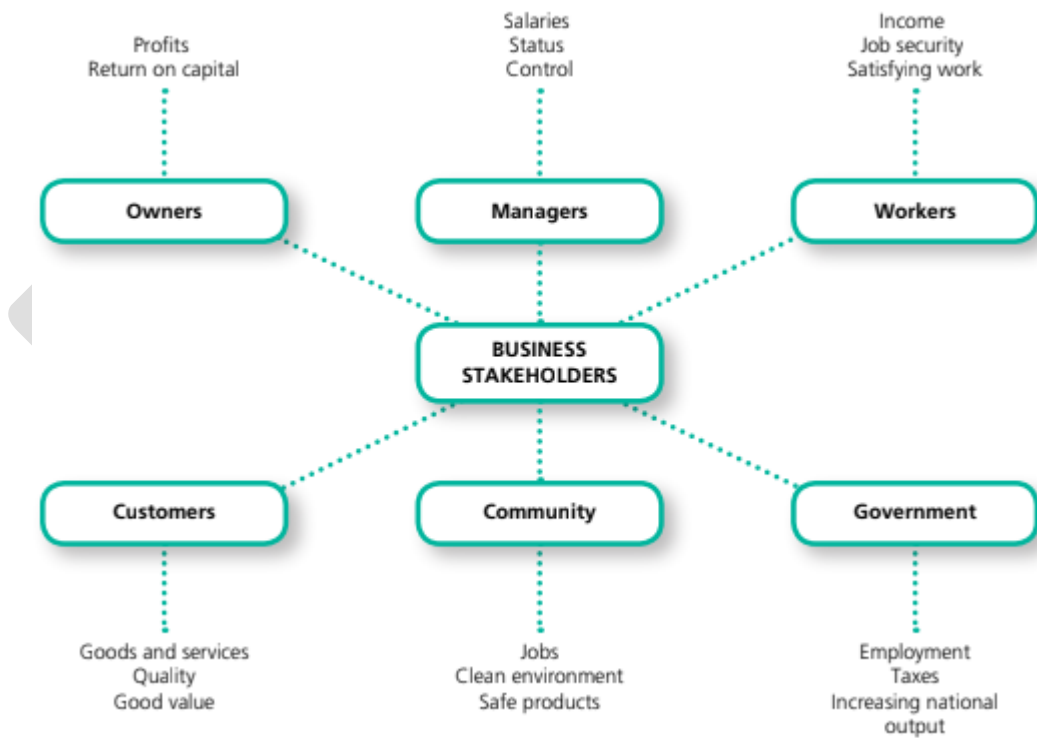 Profits
Return on capital
Salaries
Status
Control
Income
Job security
Satisfying work
Owners
Managers
Workers
BUSINESS
STAKEHOLDERS
Customers
Community
Government
Goods and services
Quality
Good value
Jobs
Clean environment
Safe products
Employment
Taxes
Increasing national
output